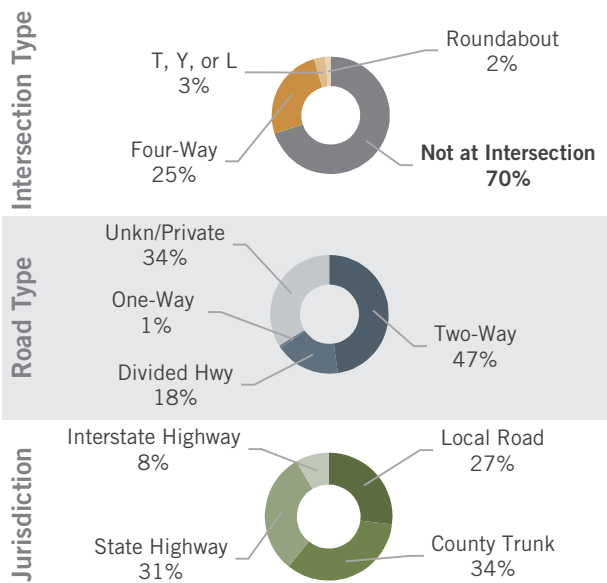 Intersection Type
T, Y, or L
3%
Roundabout
2%
Four-Way
25%
Not at Intersection
70%
Road Type
Unkn/Private
34%
One-Way
1%
Divided Hwy
18%
Two-Way
47%
Jurisdiction
Interstate Highway
8%
Local Road
27%
State Highway
31%
County Trunk
34%